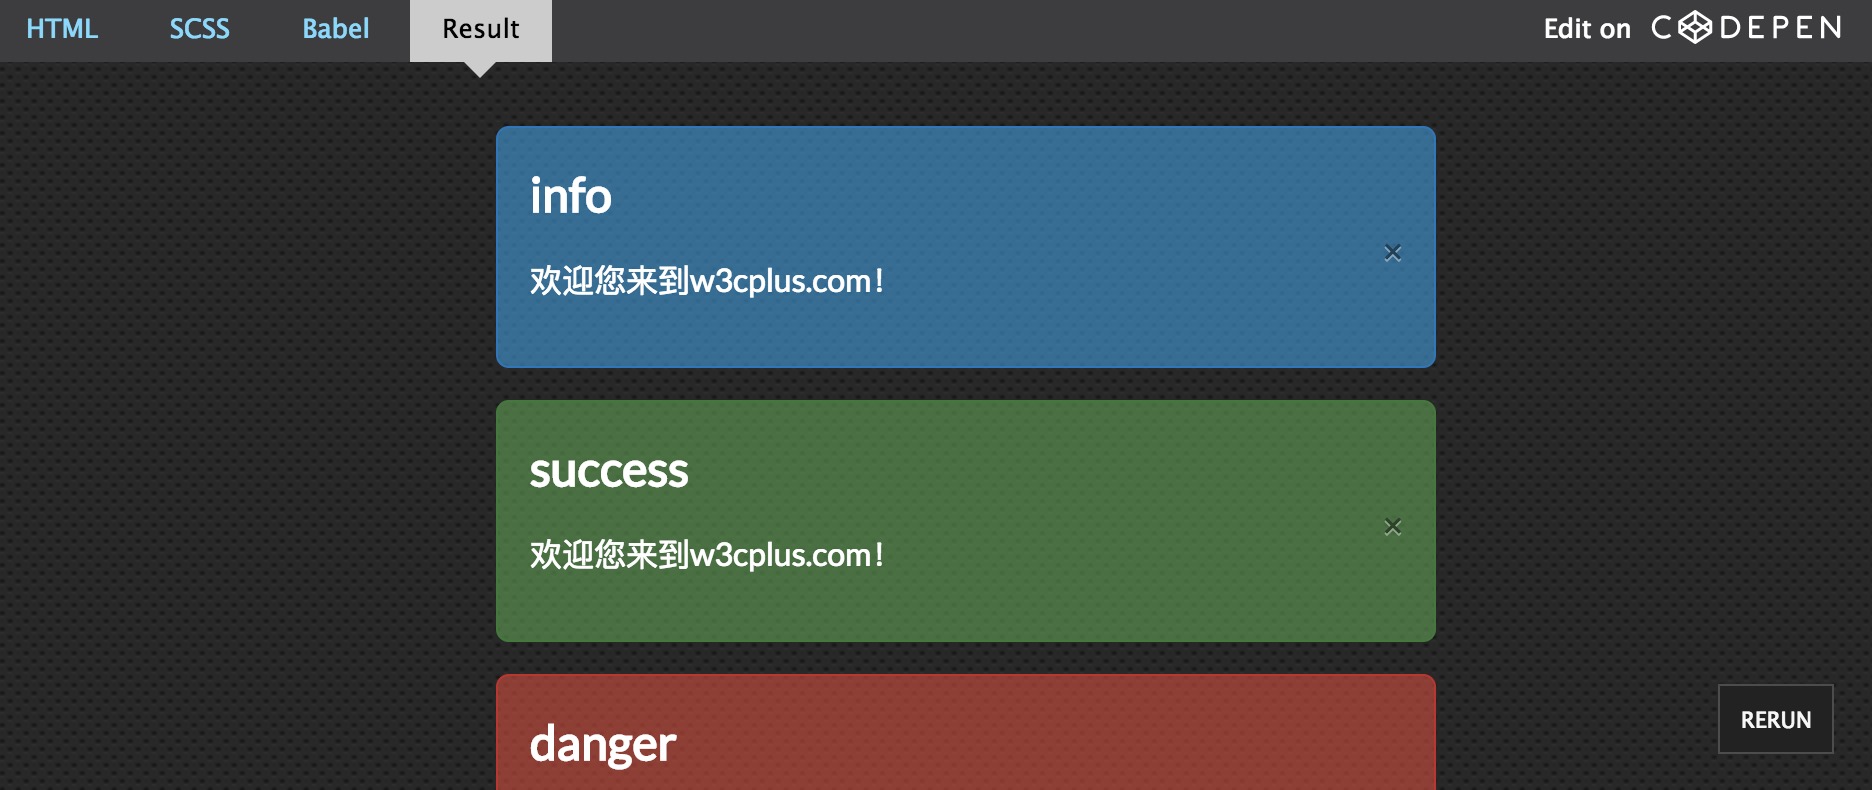 HTML SCSS Babel Result Edit on CODEPEN
info
×
欢迎您来到w3cplus.com!
success
×
欢迎您来到w3cplus.com!
danger
RERUN